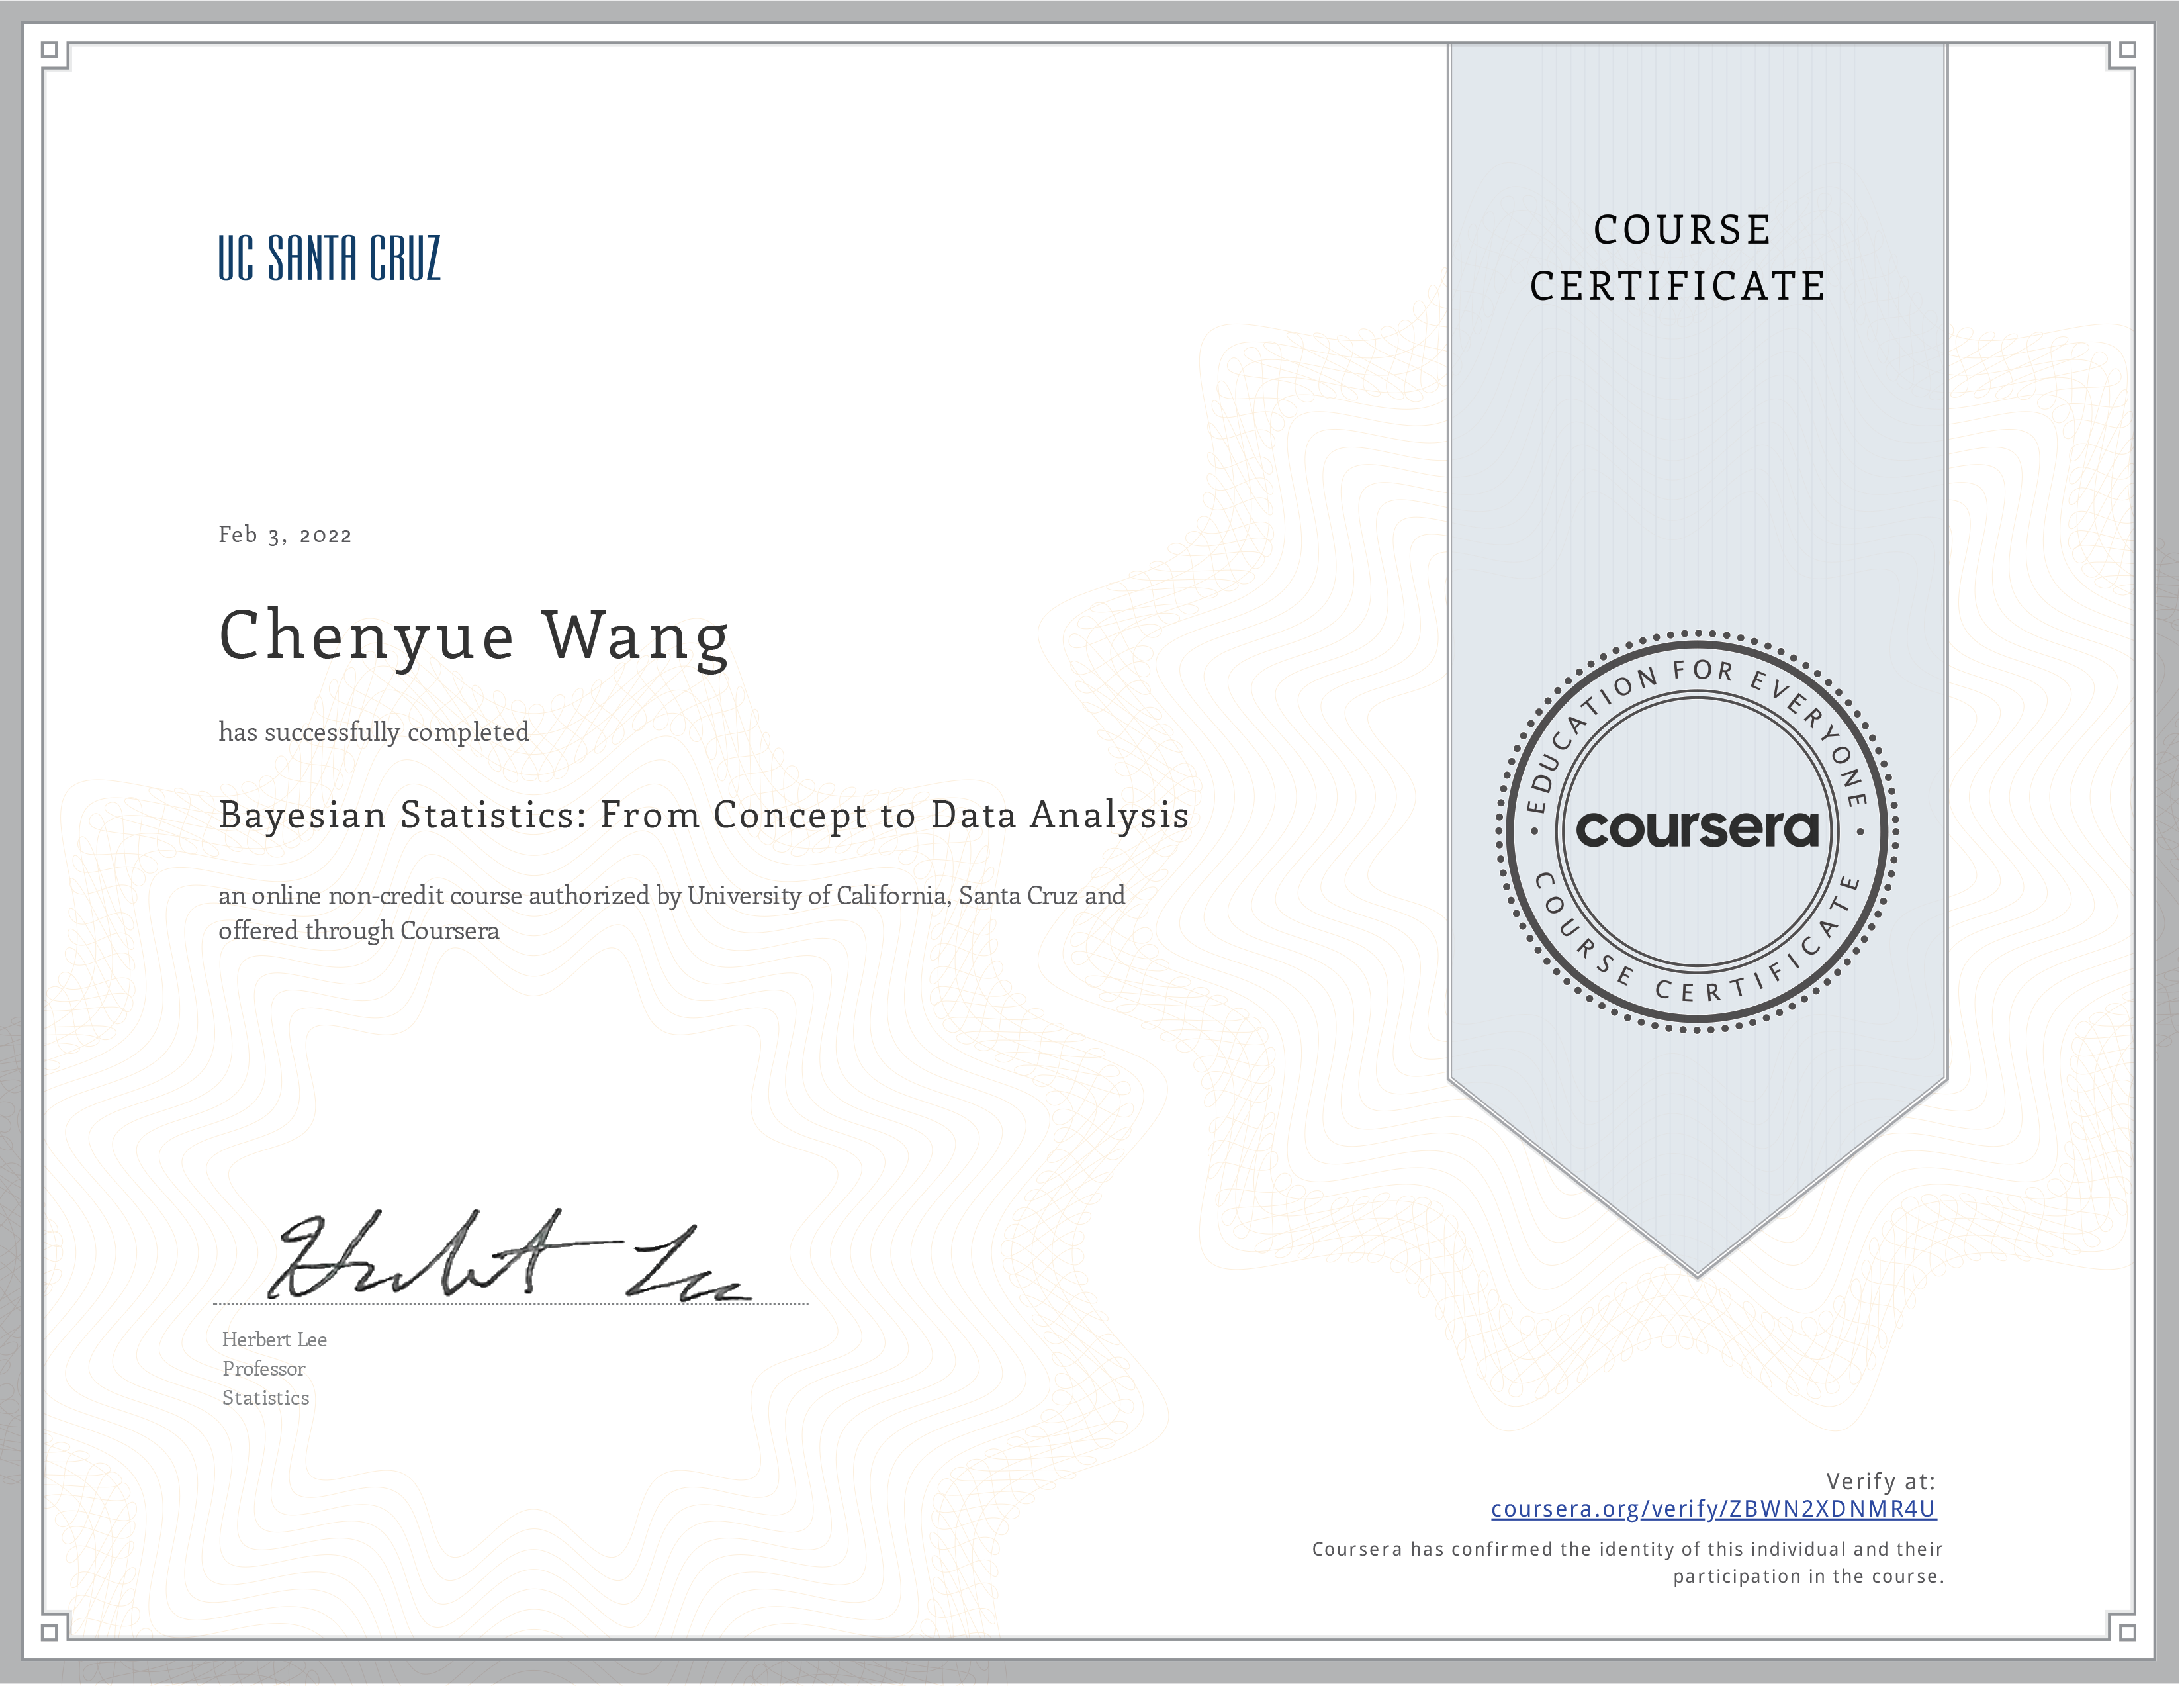 UC SANTA CRUZ
COURSE
CERTIFICATE
Feb 3, 2022
Chenyue Wang
has successfully completed
Bayesian Statistics: From Concept to Data Analysis
an online non-credit course authorized by University of California, Santa Cruz and
offered through Coursera
EDUCATION FOR EVERYONE
coursera
COURSE CERTIFICATE
Herbert Lee
Herbert Lee
Professor
Statistics
Verify at:
coursera.org/verify/ZBWN2XDNMR4U
Coursera has confirmed the identity of this individual and their
participation in the course.